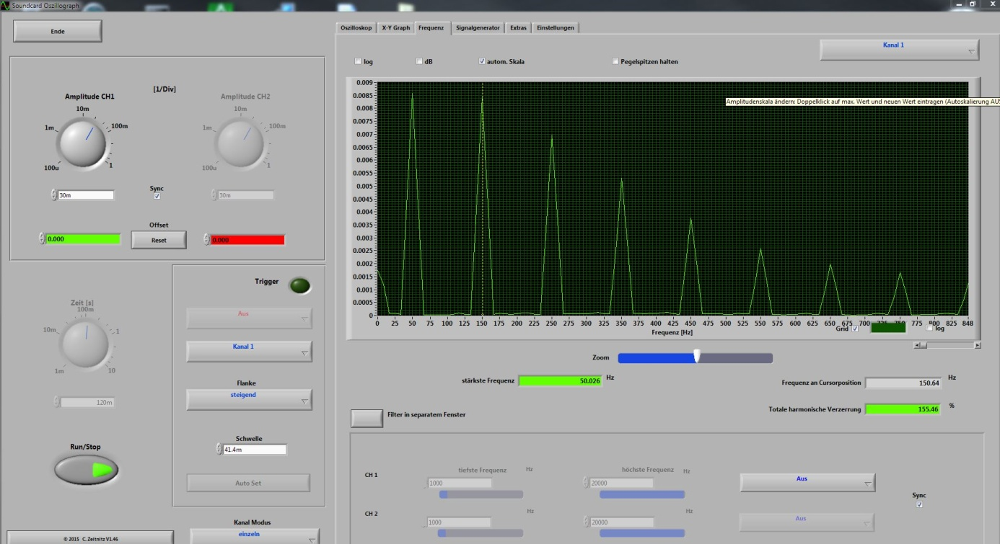 Soundcard Oszillograph
Ende
Oszilloskop X-Y Graph Frequenz Signalgenerator Extras Einstellungen
Kanal 1
log dB autom. Skala Pegelspitzen halten
[1/Div]
Amplitude CH1 Amplitude CH2
10m 10m
1m 100m 1m 100m
100u 1 100u 1
Sync
30m 30m
Offset
0.000 Reset 0.000
Amplitudenskala ändern: Doppelklick auf max. Wert und neuen Wert eintragen (Autoskalierung AUS
0.009
0.0085
0.008
0.0075
0.007
0.0065
0.006
0.0055
0.005
0.0045
0.004
0.0035
0.003
0.0025
0.002
0.0015
0.001
0.0005
0
0 25 50 75 100 125 150 175 200 225 250 275 300 325 350 375 400 425 450 475 500 525 550 575 600 625 650 675 700 725 750 775 800 825 848
Frequenz [Hz]
Grid log
Zeit [s]
100m
10m 1
1m 10
120m
Run/Stop
Trigger
Aus
Kanal 1
Flanke
steigend
Schwelle
41.4m
Auto Set
Kanal Modus
einzeln
© 2015 C. Zeitnitz V1.46
Zoom
stärkste Frequenz 50.026 Hz
Frequenz an Cursorposition 150.64 Hz
Totale harmonische Verzerrung 155.46 %
Filter in separatem Fenster
tiefste Frequenz Hz höchste Frequenz Hz
CH 1 1000 20000 Aus
Sync
Hz Hz
CH 2 1000 20000 Aus